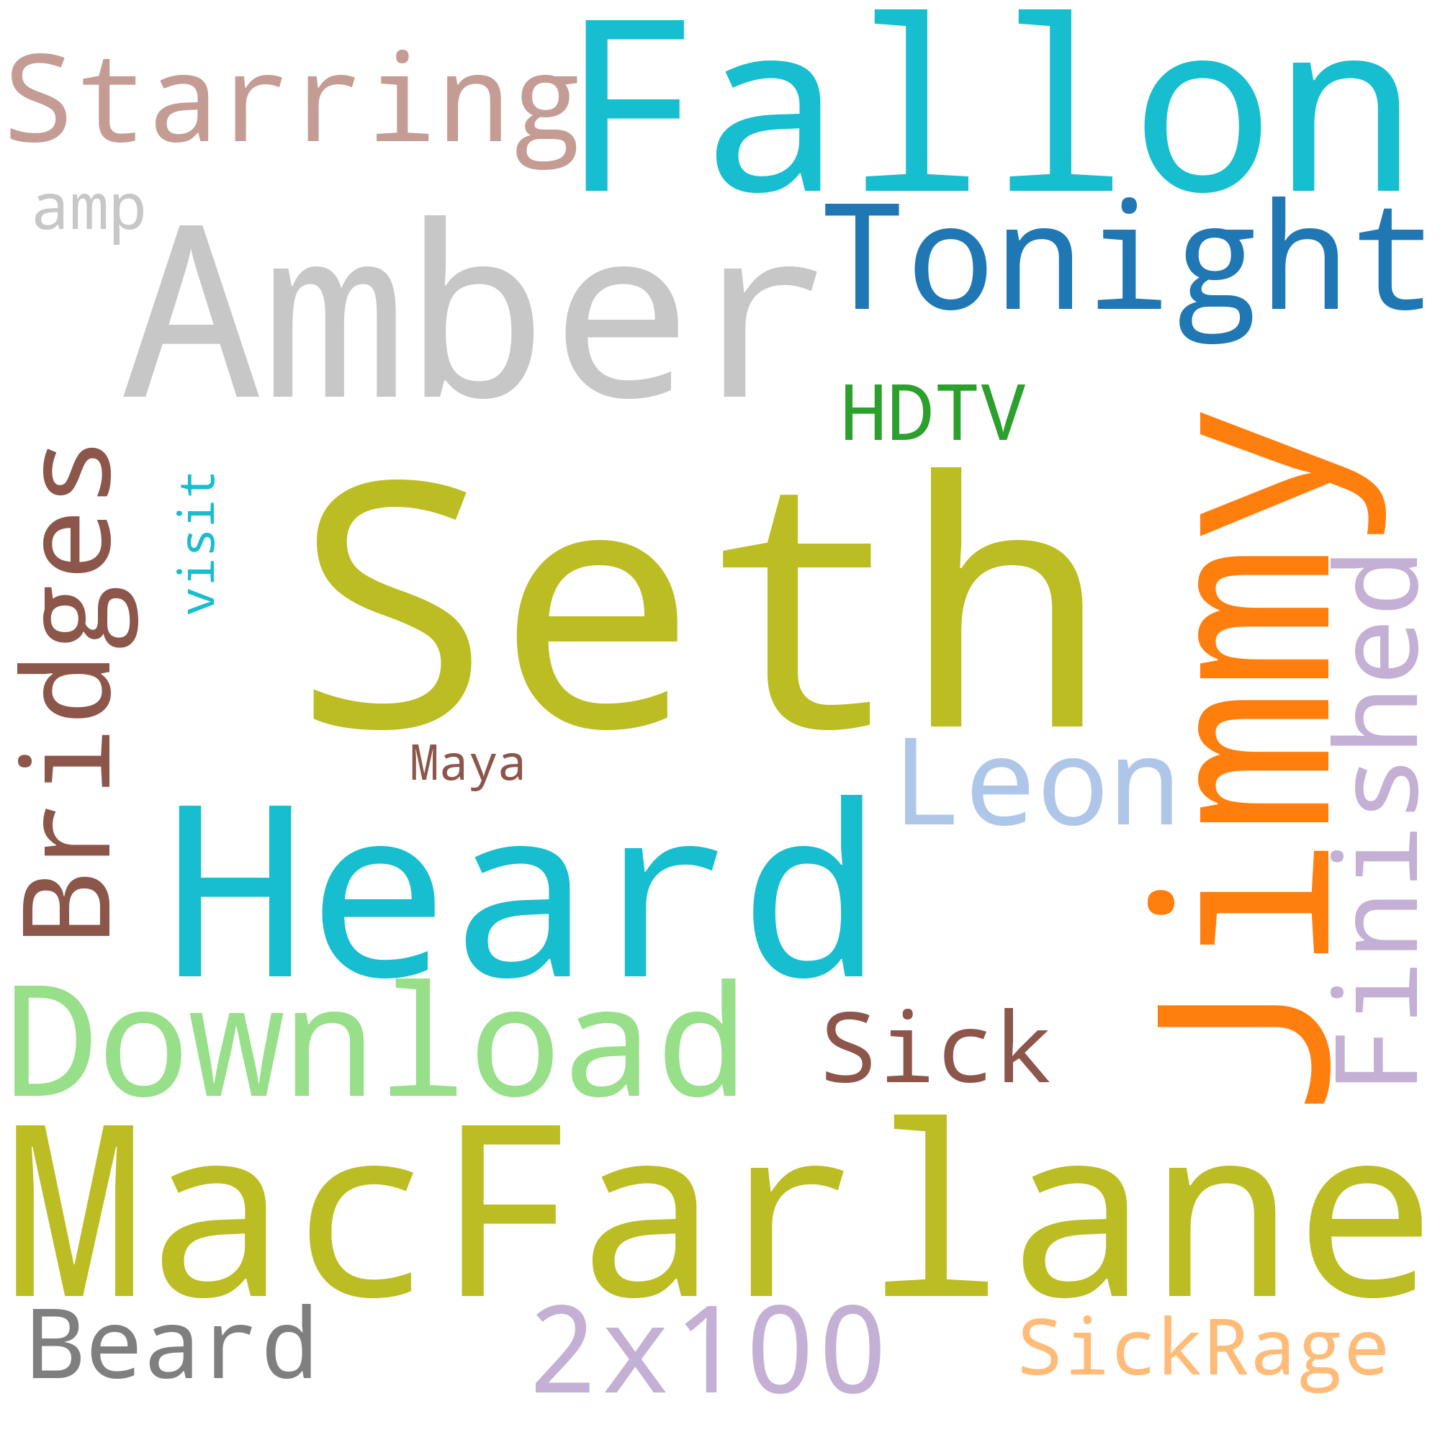 Starring
Fallon
amp
Amber
Tonight
HDTV
Bridges
visit
Seth
Jimmy
Finished
Maya
Leon
Heard
Download
Sick
MacFarlane
Beard
2x100
SickRage